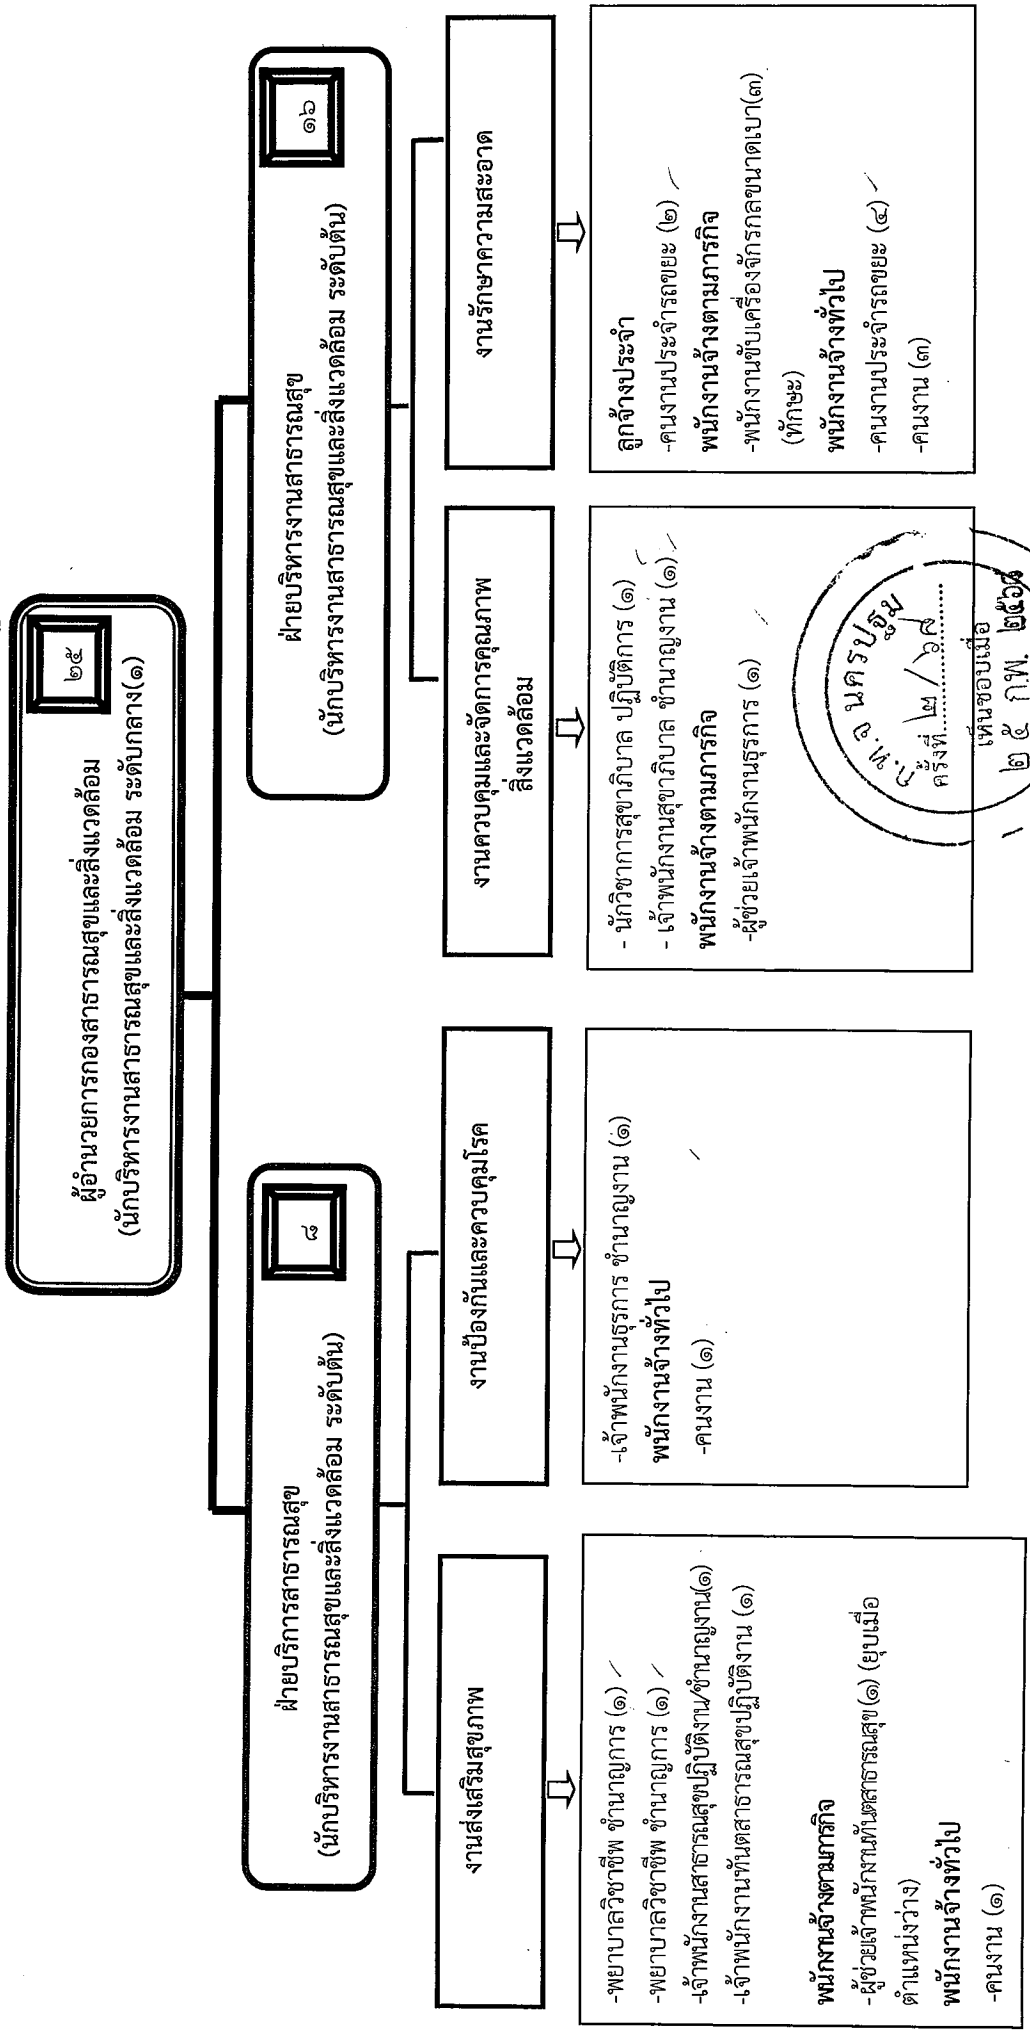 ผู้อำนวยการกองสาธารณสุขและสิ่งแวดล้อม
(นักบริหารงานสาธารณสุขและสิ่งแวดล้อม ระดับกลาง(๑)
๒๕
ฝ่ายบริการสาธารณสุข
(นักบริหารงานสาธารณสุขและสิ่งแวดล้อม ระดับต้น)
๘
ฝ่ายบริหารงานสาธารณสุข
(นักบริหารงานสาธารณสุขและสิ่งแวดล้อม ระดับต้น)
๑๖
งานส่งเสริมสุขภาพ
-พยาบาลวิชาชีพ ชำนาญการ (๑)
-พยาบาลวิชาชีพ ชำนาญการ (๑)
-เจ้าพนักงานสาธารณสุขปฏิบัติงาน/ชำนาญงาน(๑)
-เจ้าพนักงานทันตสาธารณสุขปฏิบัติงาน (๑)
พนักงานจ้างตามภารกิจ
-ผู้ช่วยเจ้าพนักงานทันตสาธารณสุข(๑) (ยุบเมื่อ
ตำแหน่งว่าง)
พนักงานจ้างทั่วไป
-คนงาน (๑)
งานป้องกันและควบคุมโรค
-เจ้าพนักงานธุรการ ชำนาญงาน (๑)
พนักงานจ้างทั่วไป
-คนงาน (๑)
งานควบคุมและจัดการคุณภาพ
สิ่งแวดล้อม
- นักวิชาการสุขาภิบาล ปฏิบัติการ (๑)
- เจ้าพนักงานสุขาภิบาล ชำนาญงาน (๑)
พนักงานจ้างตามภารกิจ
-ผู้ช่วยเจ้าพนักงานธุรการ (๑)
งานรักษาความสะอาด
ลูกจ้างประจำ
-คนงานประจำรถขยะ (๒)
พนักงานจ้างตามภารกิจ
-พนักงานขับเครื่องจักรกลขนาดเบา(๓)
(ทักษะ)
พนักงานจ้างทั่วไป
-คนงานประจำรถขยะ (๔)
-คนงาน (๓)
ก.ท.จ นครปฐม
ครั้งที่ ๒/๖๘
เห็นชอบเมื่อ
๒๕ ก.พ. ๒๕๖๘